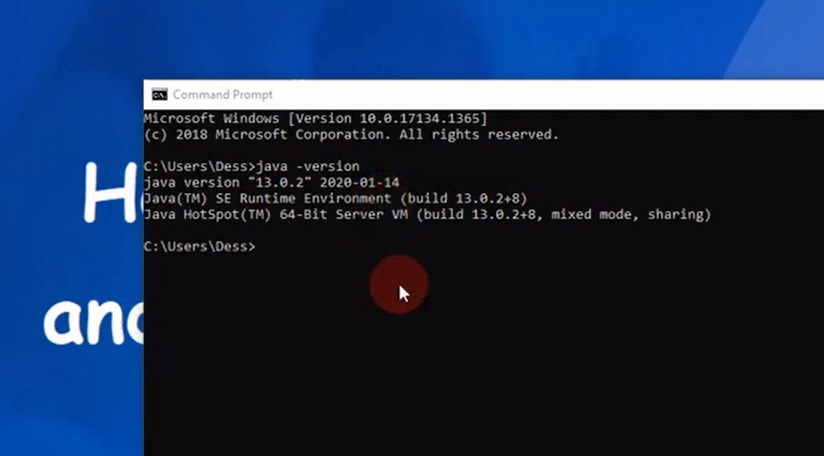 Command Prompt
Microsoft Windows [Version 10.0.17134.1365]
(c) 2018 Microsoft Corporation. All rights reserved.
C:\Users\Dess>java -version
java version "13.0.2" 2020-01-14
Java(TM) SE Runtime Environment (build 13.0.2+8)
Java HotSpot(TM) 64-Bit Server VM (build 13.0.2+8, mixed mode, sharing)
C:\Users\Dess>